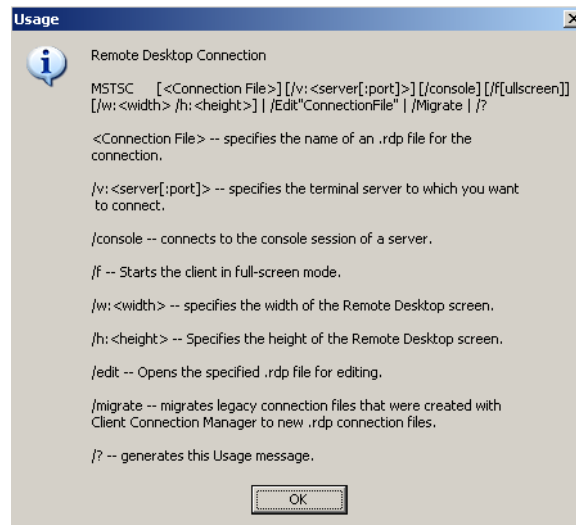 Usage
Remote Desktop Connection
MSTSC [<Connection File>] [/v:<server[:port]>] [/console] [/f[ullscreen]]
[/w:<width> /h:<height>] | /Edit"ConnectionFile" | /Migrate | /?
<Connection File> -- specifies the name of an .rdp file for the
connection.
/v:<server[:port]> -- specifies the terminal server to which you want
to connect.
/console -- connects to the console session of a server.
/f -- Starts the client in full-screen mode.
/w:<width> -- specifies the width of the Remote Desktop screen.
/h:<height> -- Specifies the height of the Remote Desktop screen.
/edit -- Opens the specified .rdp file for editing.
/migrate -- migrates legacy connection files that were created with
Client Connection Manager to new .rdp connection files.
/? -- generates this Usage message.
OK